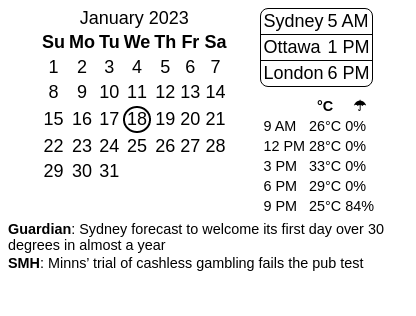 January 2023
Su Mo Tu We Th Fr Sa
1 2 3 4 5 6 7
8 9 10 11 12 13 14
15 16 17 18 19 20 21
22 23 24 25 26 27 28
29 30 31
Sydney 5 AM
Ottawa 1 PM
London 6 PM
°C ☂
9 AM 26°C 0%
12 PM 28°C 0%
3 PM 33°C 0%
6 PM 29°C 0%
9 PM 25°C 84%
Guardian: Sydney forecast to welcome its first day over 30
degrees in almost a year
SMH: Minns’ trial of cashless gambling fails the pub test